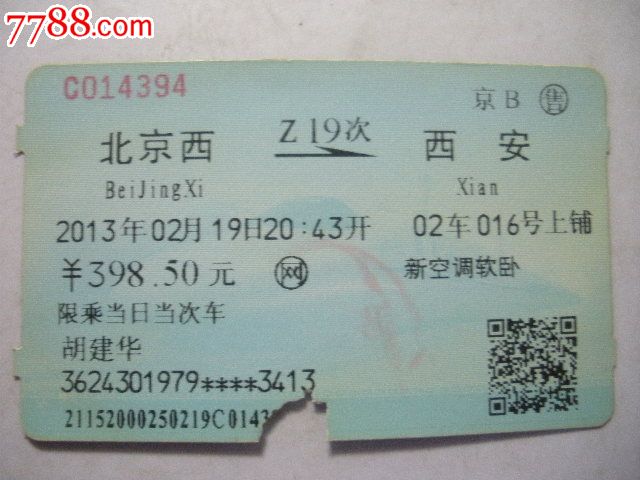 7788.com
C014394
京B 售
北京西 Z19次 西安
BeiJingXi Xian
2013年02月19日20:43开 02车016号上铺
￥398.50元 网 新空调软卧
限乘当日当次车
胡建华
3624301979****3413
21152000250219C01439